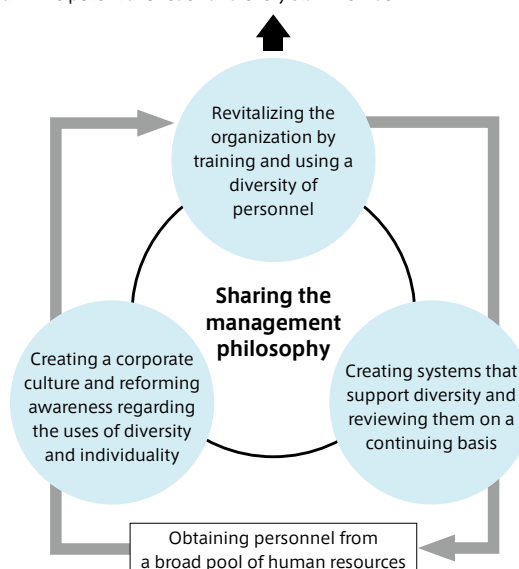 Revitalizing the
organization by
training and using a
diversity of
personnel
Sharing the
management
philosophy
Creating a corporate
culture and reforming
awareness regarding
the uses of diversity
and individuality
Creating systems that
support diversity and
reviewing them on a
continuing basis
Obtaining personnel from
a broad pool of human resources